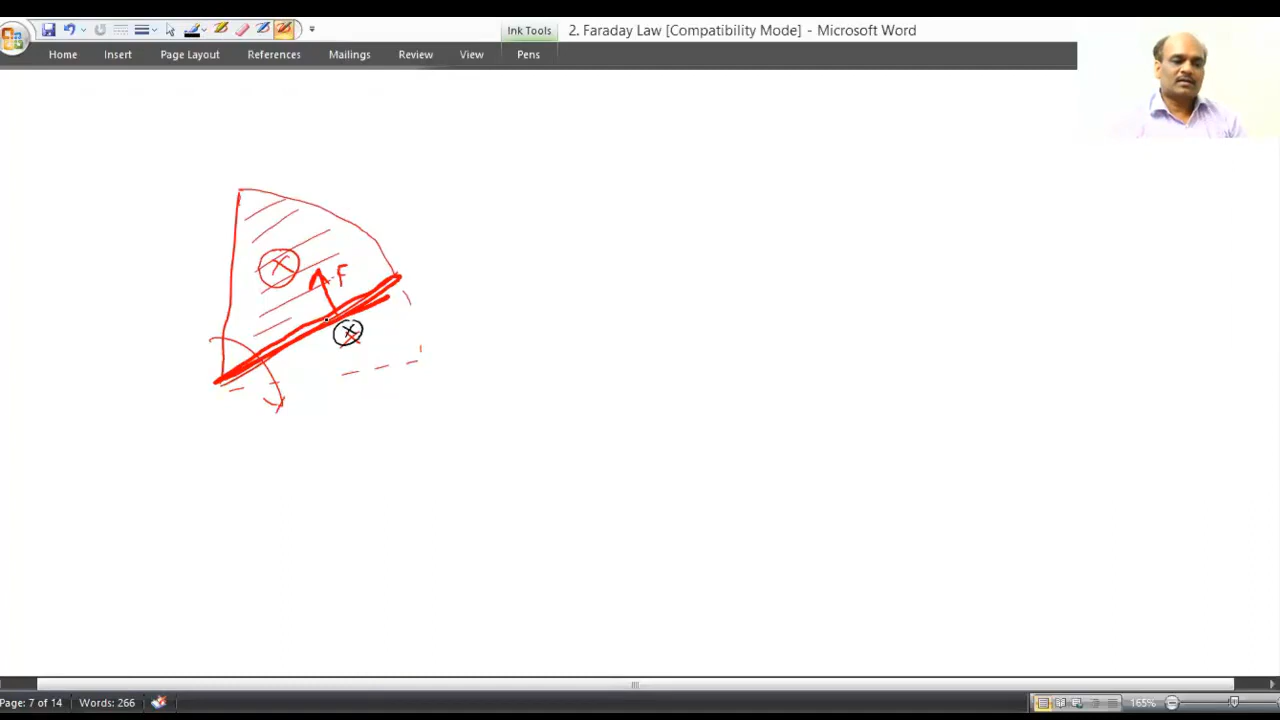 Ink Tools
2. Faraday Law [Compatibility Mode] - Microsoft Word
Home Insert Page Layout References Mailings Review View Pens
F
X
X
Page: 7 of 14 Words: 266 165%